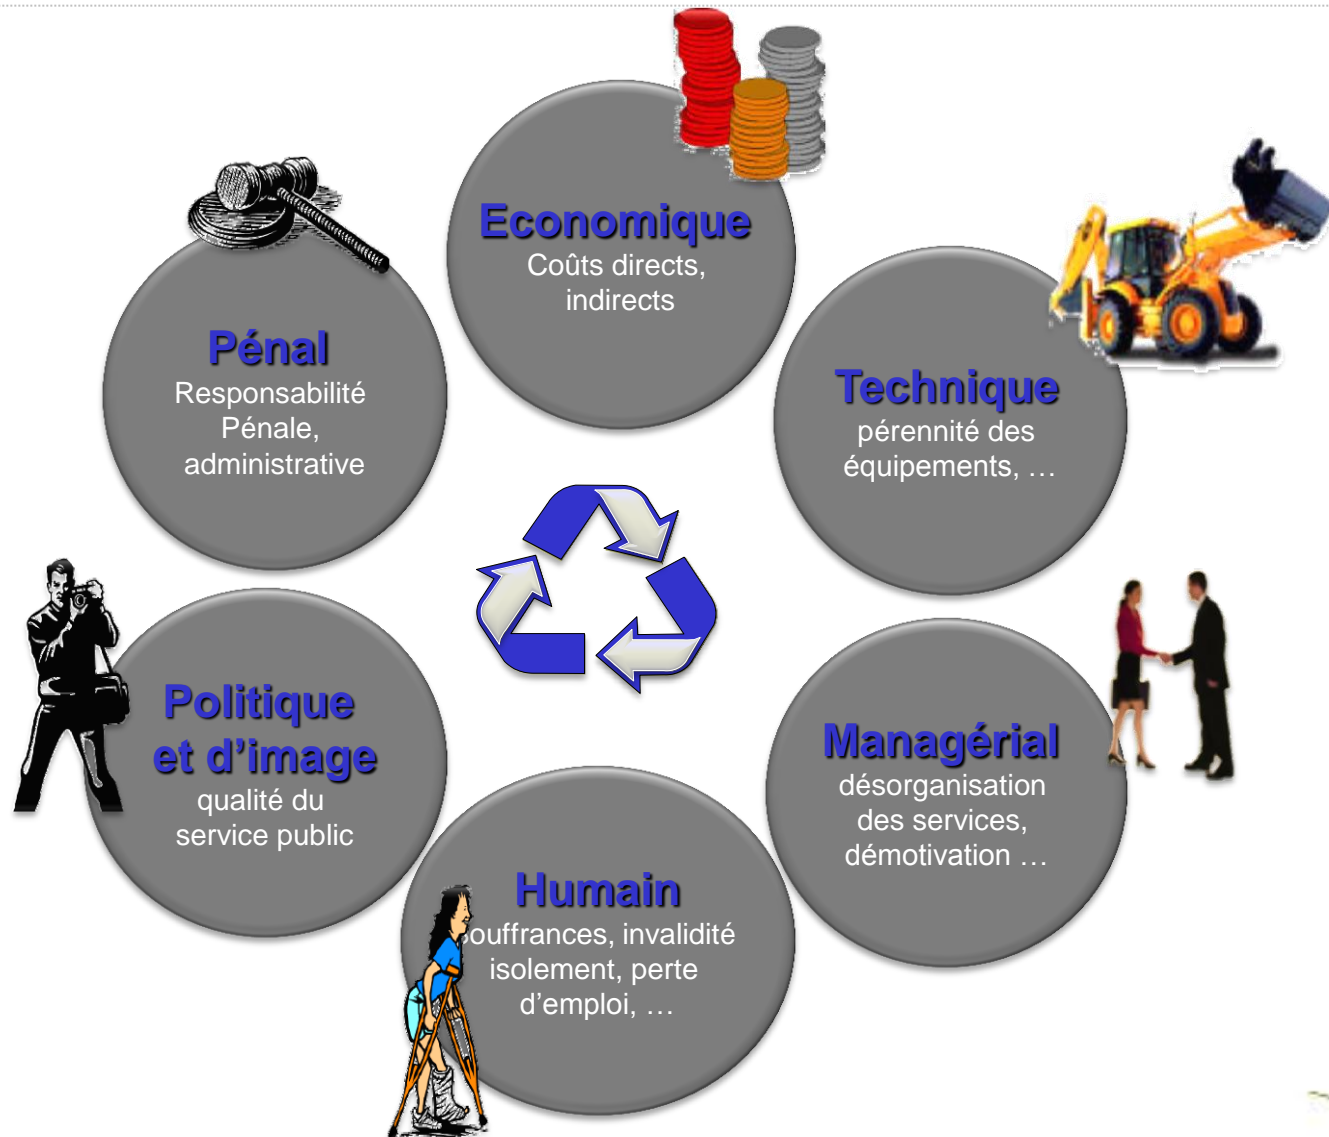 Economique
Coûts directs,
indirects
Technique
pérennité des
équipements, …
Managérial
désorganisation
des services,
démotivation …
Humain
ouffrances, invalidité
isolement, perte
d’emploi, …
Politique
et d’image
qualité du
service public
Pénal
Responsabilité
Pénale,
administrative